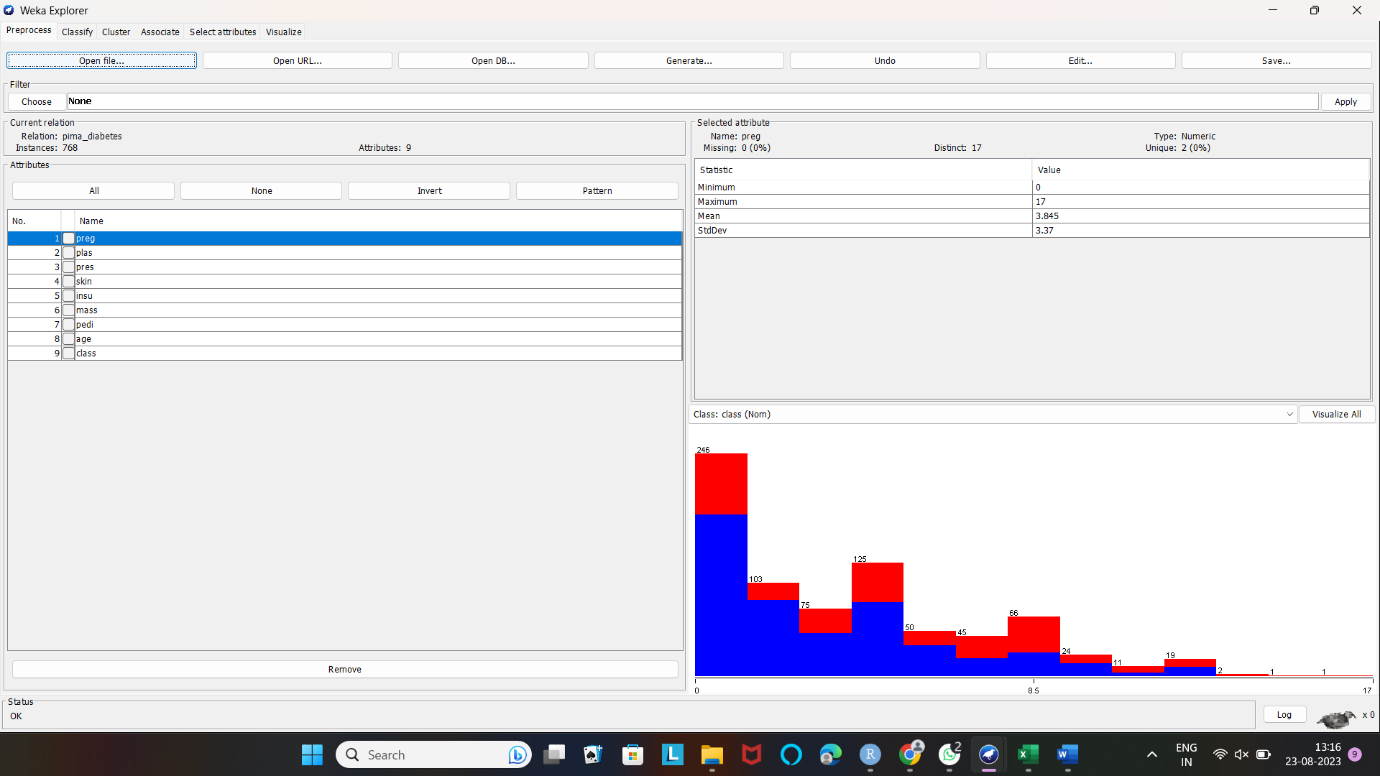 Weka Explorer
Preprocess Classify Cluster Associate Select attributes Visualize
Open file... Open URL... Open DB... Generate... Undo Edit... Save...
Filter
Choose None Apply
Current relation
Relation: pima_diabetes
Instances: 768 Attributes: 9
Attributes
All None Invert Pattern
No. Name
1 preg
2 plas
3 pres
4 skin
5 insu
6 mass
7 pedi
8 age
9 class
Remove
Selected attribute
Name: preg Type: Numeric
Missing: 0 (0%) Distinct: 17 Unique: 2 (0%)
Statistic Value
Minimum 0
Maximum 17
Mean 3.845
StdDev 3.37
Class: class (Nom) Visualize All
246
103
75
125
50
45
66
24
11
19
2
1
1
0 8.5 17
Status
OK
Log x 0
Search
2
ENG
IN
13:16
23-08-2023
9